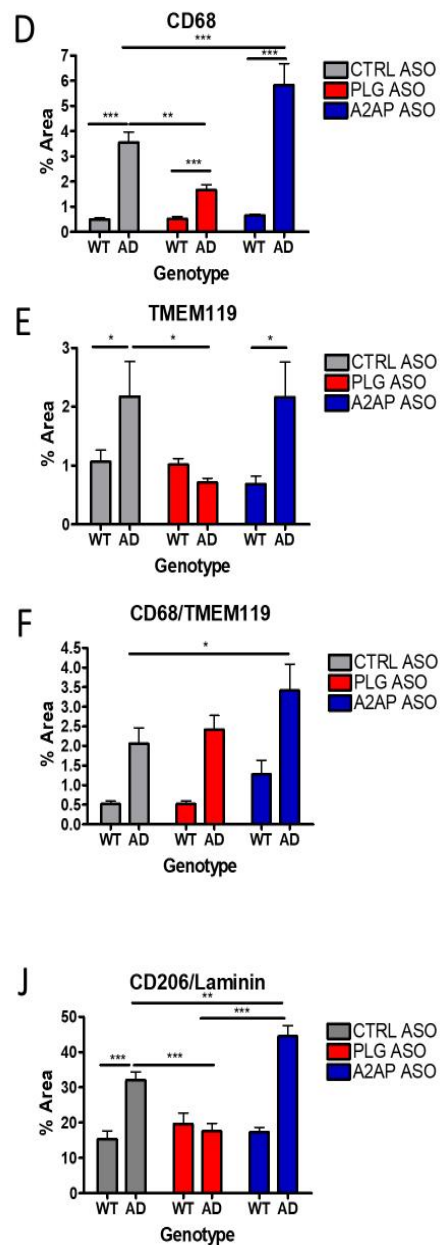 D
CD68
***
***
***
**
***
7
6
5
4
3
2
1
0
% Area
WT AD WT AD WT AD
Genotype
CTRL ASO
PLG ASO
A2AP ASO
E
TMEM119
* * *
3
2
1
0
% Area
WT AD WT AD WT AD
Genotype
CTRL ASO
PLG ASO
A2AP ASO
F
CD68/TMEM119
*
4.5
4.0
3.5
3.0
2.5
2.0
1.5
1.0
0.5
0.0
% Area
WT AD WT AD WT AD
Genotype
CTRL ASO
PLG ASO
A2AP ASO
J
CD206/Laminin
**
***
*** ***
50
40
30
20
10
0
% Area
WT AD WT AD WT AD
Genotype
CTRL ASO
PLG ASO
A2AP ASO